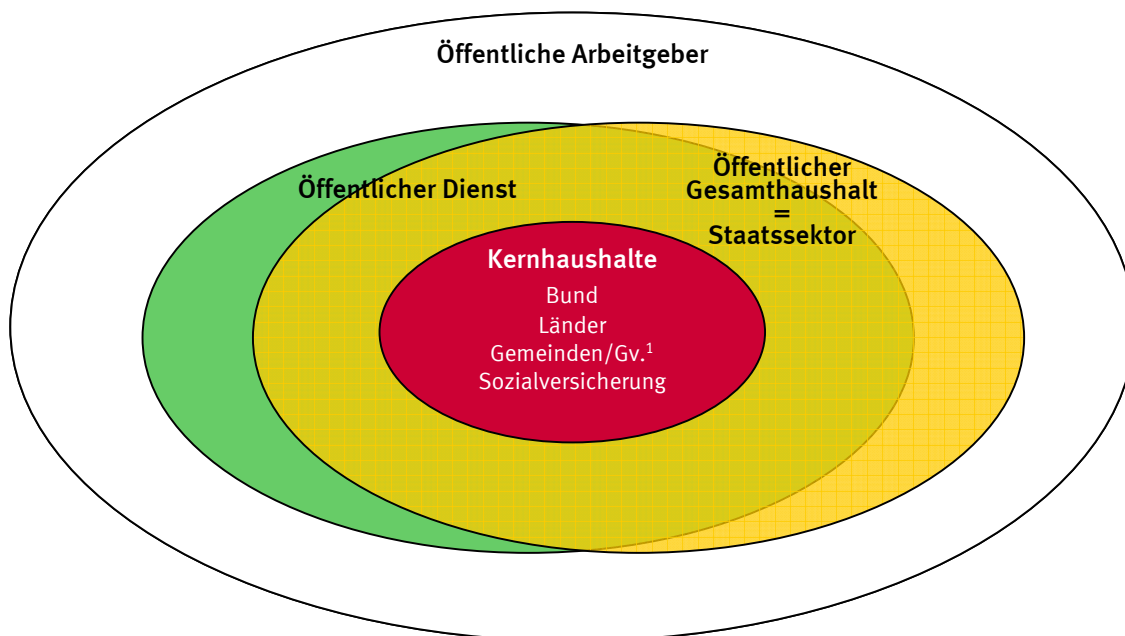 Öffentliche Arbeitgeber
Öffentlicher Dienst
Öffentlicher
Gesamthaushalt
=
Staatssektor
Kernhaushalte
Bund
Länder
Gemeinden/Gv.¹
Sozialversicherung